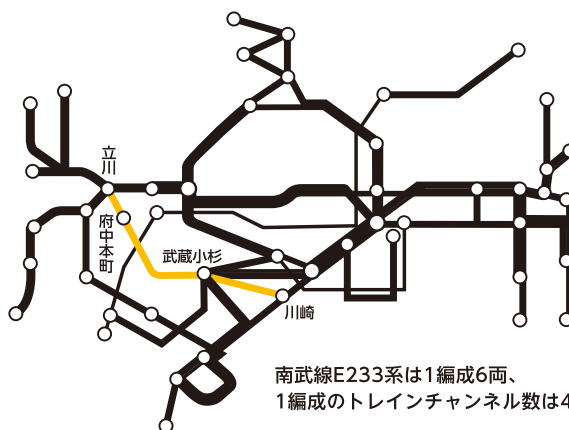 立川
府中本町
武蔵小杉
川崎
南武線E233系は1編成6両、
1編成のトレインチャンネル数は4